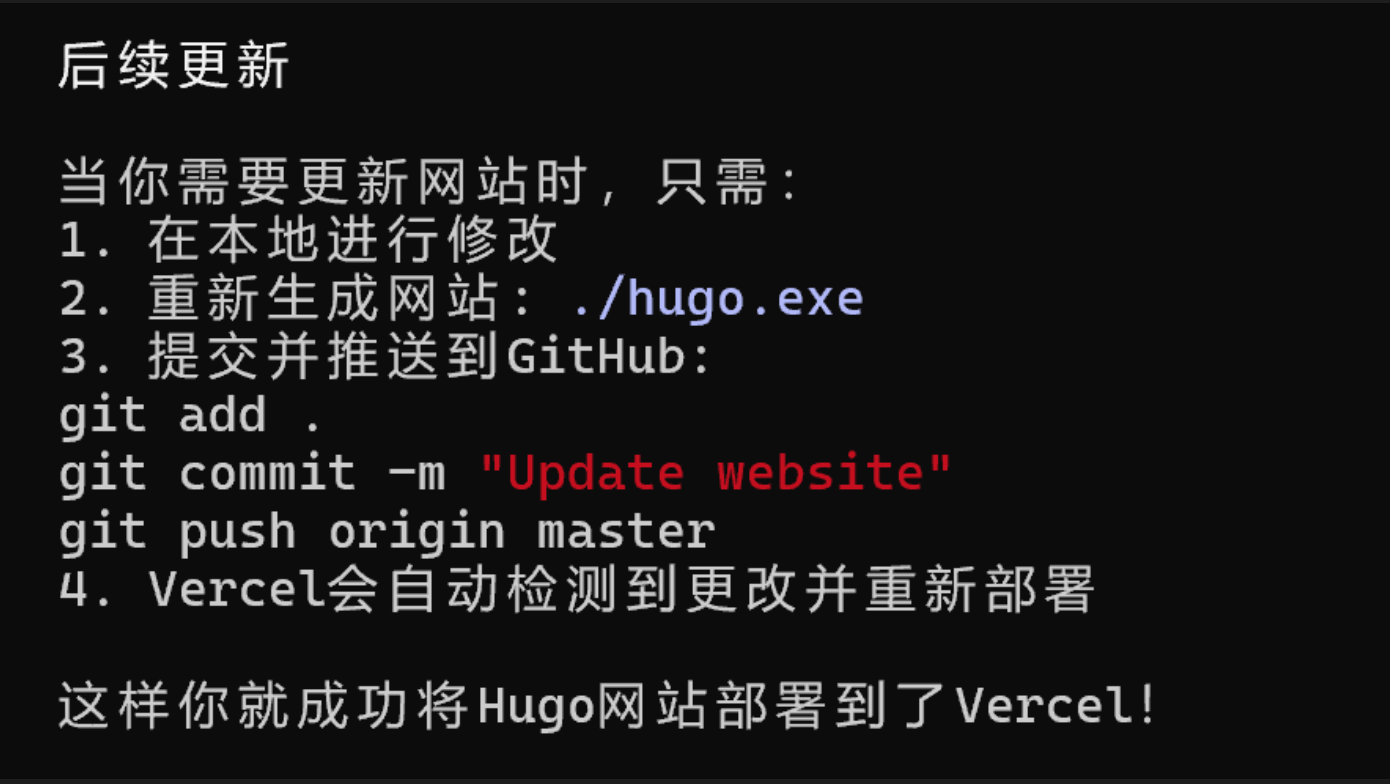 后续更新
当你需要更新网站时，只需：
1. 在本地进行修改
2. 重新生成网站：./hugo.exe
3. 提交并推送到GitHub:
git add .
git commit -m "Update website"
git push origin master
4. Vercel会自动检测到更改并重新部署
这样你就成功将Hugo网站部署到了Vercel!